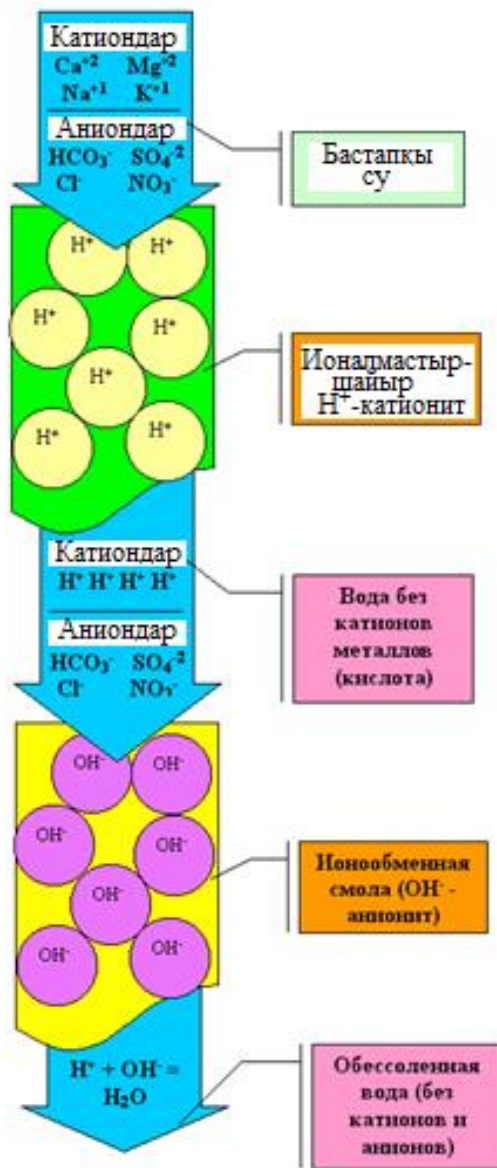 Катиондар
Ca⁺² Mg⁺²
Na⁺¹ K⁺¹
Аниондар
HCO₃⁻ SO₄⁻²
Cl⁻ NO₃⁻
Бастапқы
су
H⁺
H⁺
H⁺
H⁺
H⁺
H⁺
H⁺
Ионалмастыр-
шайыр
H⁺-катионит
Катиондар
H⁺ H⁺ H⁺ H⁺
Аниондар
HCO₃⁻ SO₄⁻²
Cl⁻ NO₃⁻
Вода без
катионов
металлов
(кислота)
OH⁻
OH⁻
OH⁻
OH⁻
OH⁻
OH⁻
OH⁻
Ионообменная
смола (OH⁻ -
анионит)
H⁺ + OH⁻ =
H₂O
Обессоленная
вода (без
катионов и
анионов)